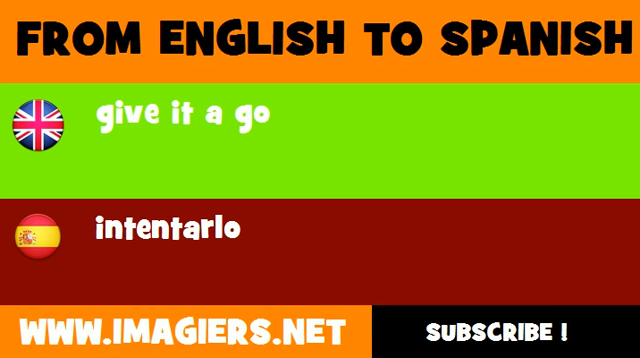 FROM ENGLISH TO SPANISH
give it a go
intentarlo
WWW.IMAGIERS.NET
SUBSCRIBE !